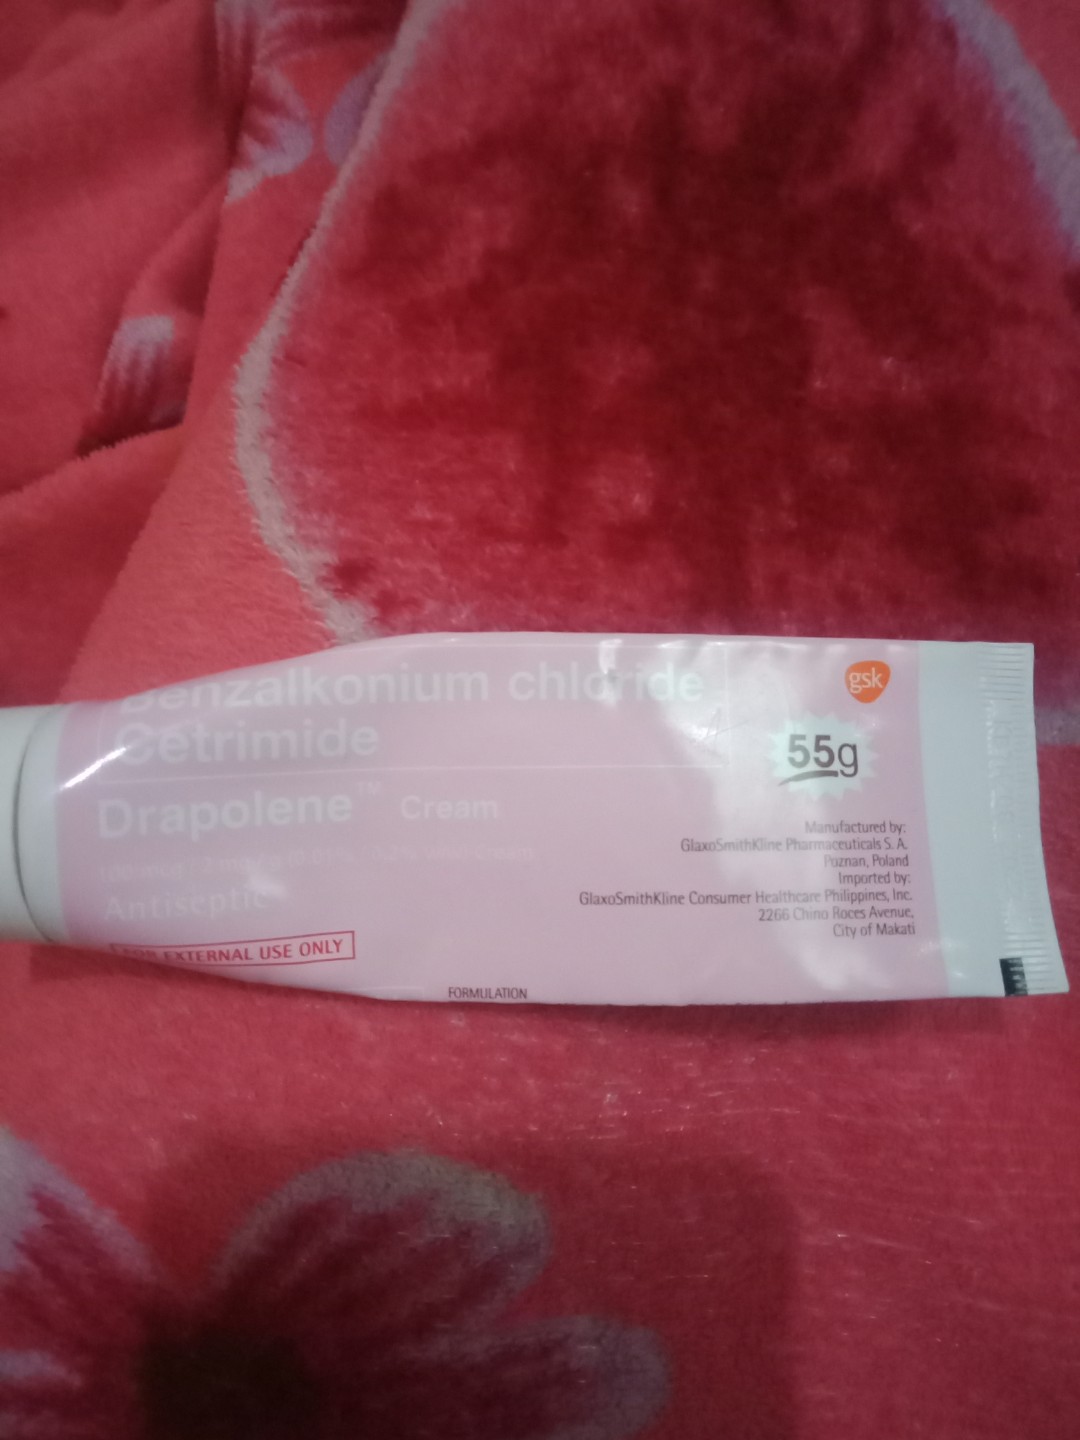 Benzalkonium chloride
Cetrimide
Drapolene™ Cream
Antiseptic
FOR EXTERNAL USE ONLY
FORMULATION
gsk
55g
Manufactured by:
GlaxoSmithKline Pharmaceuticals S. A.
Poznan, Poland
Imported by:
GlaxoSmithKline Consumer Healthcare Philippines, Inc.
2266 Chino Roces Avenue,
City of Makati